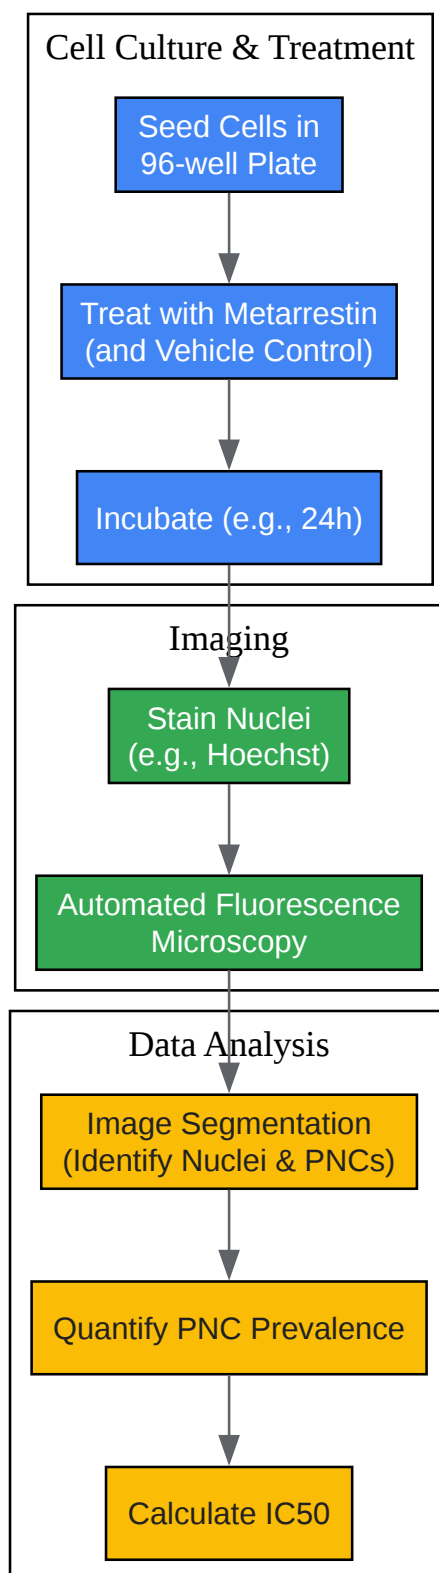 Cell Culture & Treatment
Seed Cells in
96-well Plate
Treat with Metarrestin
(and Vehicle Control)
Incubate (e.g., 24h)
Imaging
Stain Nuclei
(e.g., Hoechst)
Automated Fluorescence
Microscopy
Data Analysis
Image Segmentation
(Identify Nuclei & PNCs)
Quantify PNC Prevalence
Calculate IC50